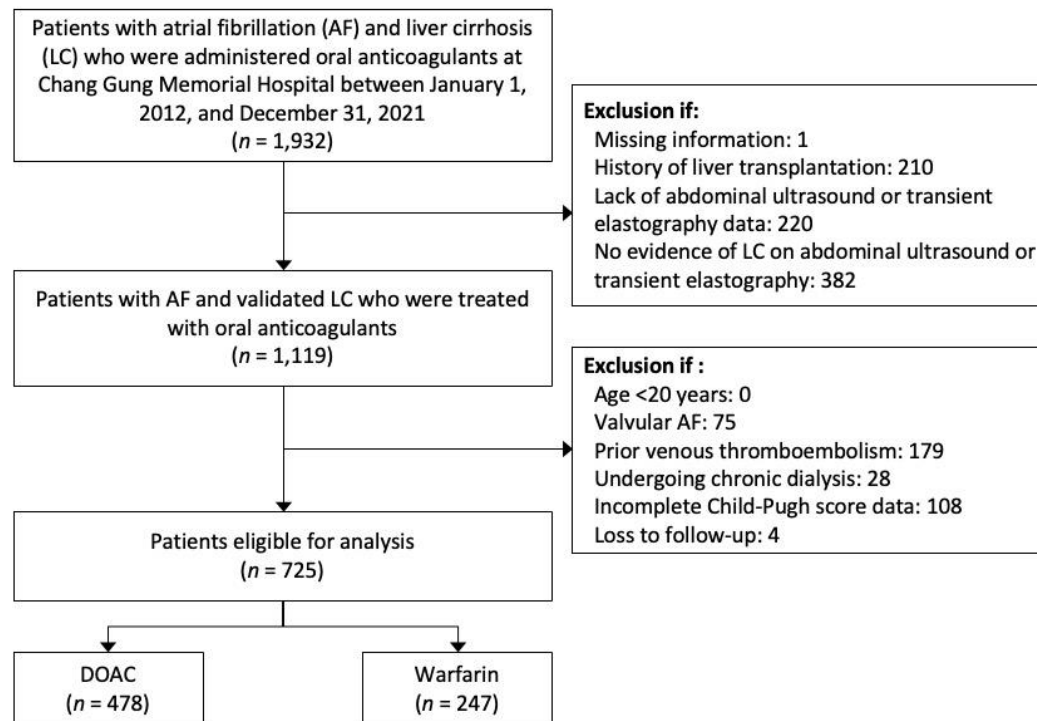 Patients with atrial fibrillation (AF) and liver cirrhosis
(LC) who were administered oral anticoagulants at
Chang Gung Memorial Hospital between January 1,
2012, and December 31, 2021
(n = 1,932)
Exclusion if:
Missing information: 1
History of liver transplantation: 210
Lack of abdominal ultrasound or transient
elastography data: 220
No evidence of LC on abdominal ultrasound or
transient elastography: 382
Patients with AF and validated LC who were treated
with oral anticoagulants
(n = 1,119)
Exclusion if :
Age <20 years: 0
Valvular AF: 75
Prior venous thromboembolism: 179
Undergoing chronic dialysis: 28
Incomplete Child-Pugh score data: 108
Loss to follow-up: 4
Patients eligible for analysis
(n = 725)
DOAC
(n = 478)
Warfarin
(n = 247)